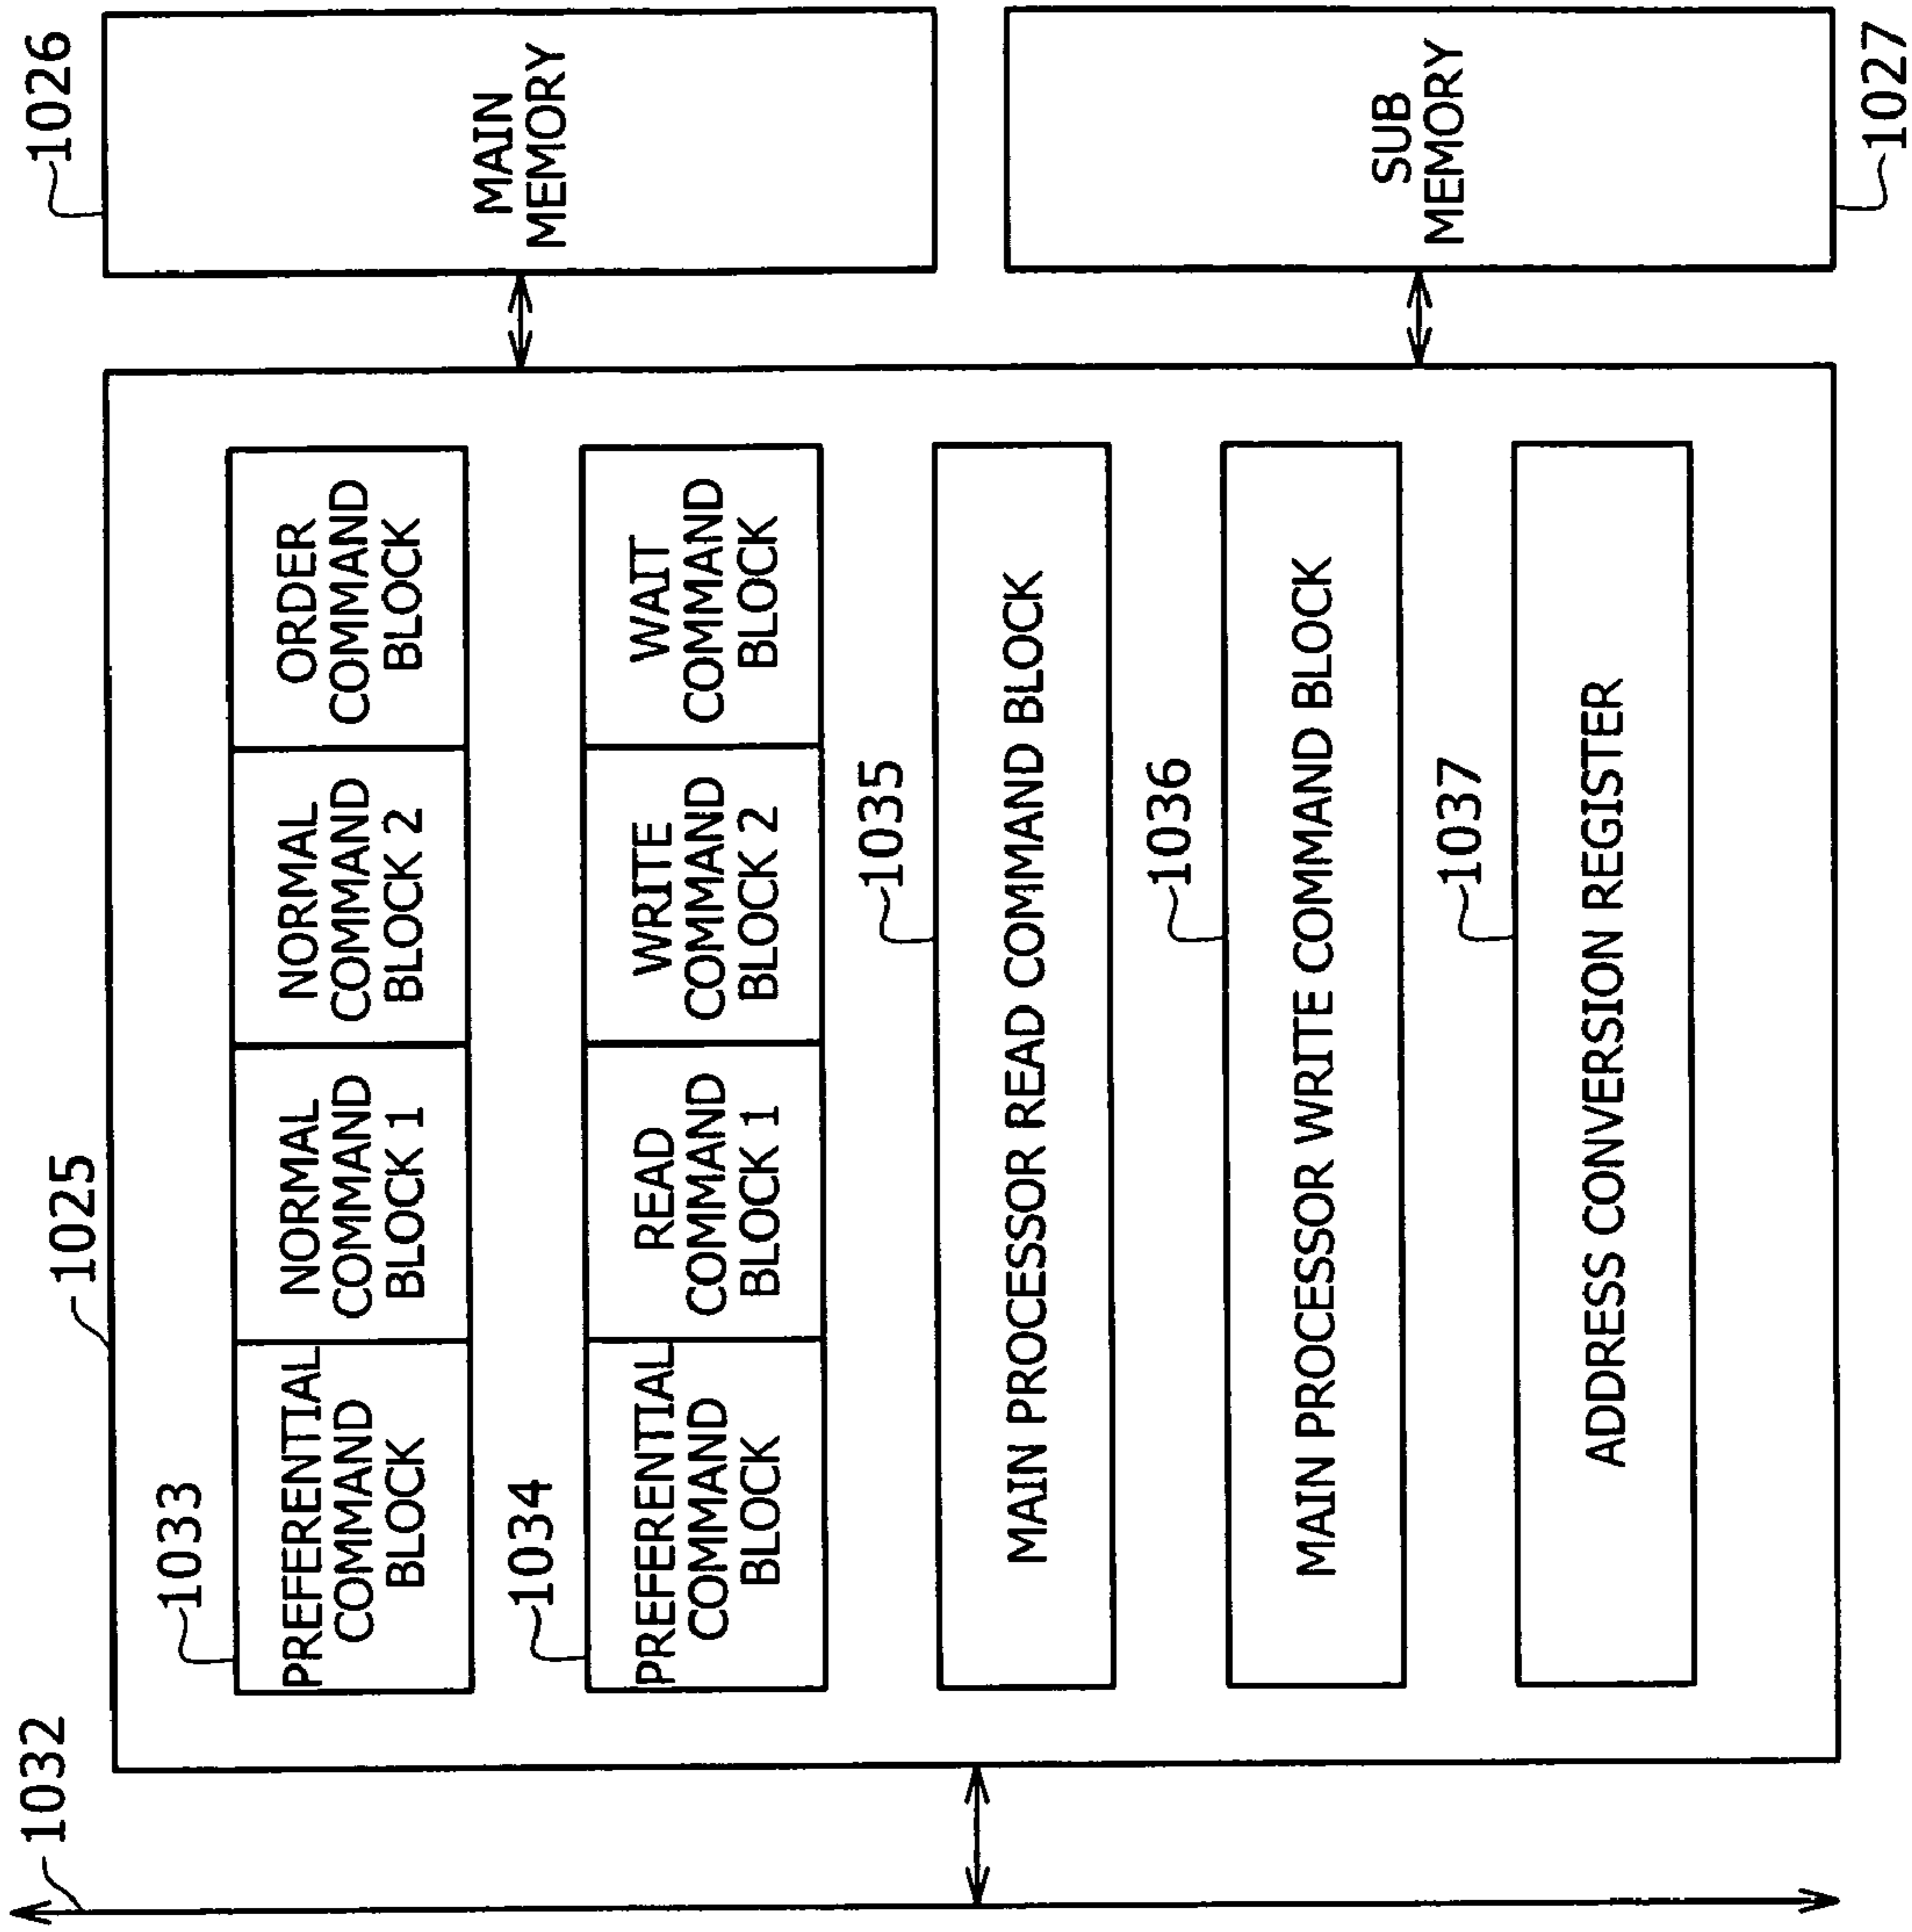 1032
1025
1033
PREFERENTIAL
COMMAND
BLOCK
NORMAL
COMMAND
BLOCK 1
NORMAL
COMMAND
BLOCK 2
ORDER
COMMAND
BLOCK
1034
PREFERENTIAL
COMMAND
BLOCK
READ
COMMAND
BLOCK 1
WRITE
COMMAND
BLOCK 2
WAIT
COMMAND
BLOCK
1035
MAIN PROCESSOR READ COMMAND BLOCK
1036
MAIN PROCESSOR WRITE COMMAND BLOCK
1037
ADDRESS CONVERSION REGISTER
1026
MAIN
MEMORY
SUB
MEMORY
1027